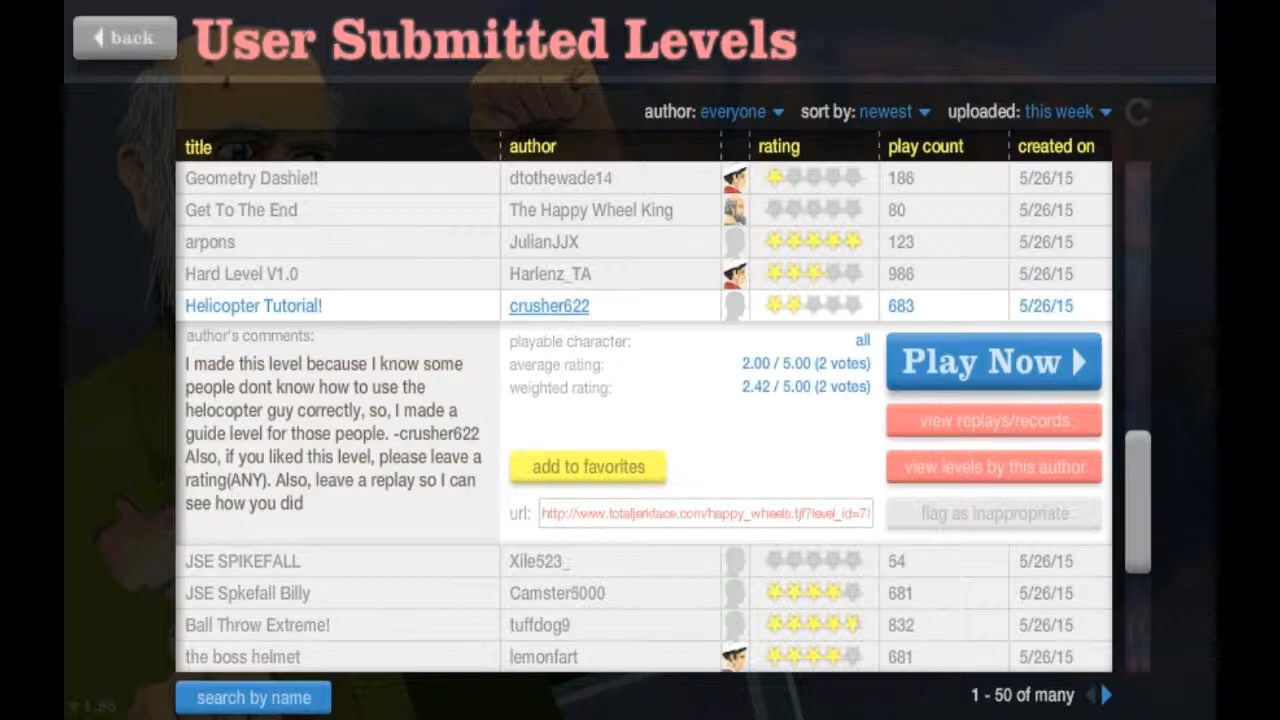 back
User Submitted Levels
author: everyone sort by: newest uploaded: this week
title author rating play count created on
Geometry Dashie!! dtothewade14 186 5/26/15
Get To The End The Happy Wheel King 80 5/26/15
arpons JulianJJX 123 5/26/15
Hard Level V1.0 Harlenz_TA 986 5/26/15
Helicopter Tutorial! crusher622 683 5/26/15
author's comments:
I made this level because I know some
people dont know how to use the
helocopter guy correctly, so, I made a
guide level for those people. -crusher622
Also, if you liked this level, please leave a
rating(ANY). Also, leave a replay so I can
see how you did
playable character: all
average rating: 2.00 / 5.00 (2 votes)
weighted rating: 2.42 / 5.00 (2 votes)
add to favorites
url: http://www.totaljerkface.com/happy_wheels.tjf?level_id=7
Play Now
view replays/records
view levels by this author
flag as inappropriate
JSE SPIKEFALL Xile523_ 54 5/26/15
JSE Spkefall Billy Camster5000 681 5/26/15
Ball Throw Extreme! tuffdog9 832 5/26/15
the boss helmet lemonfart 681 5/26/15
search by name
1 - 50 of many